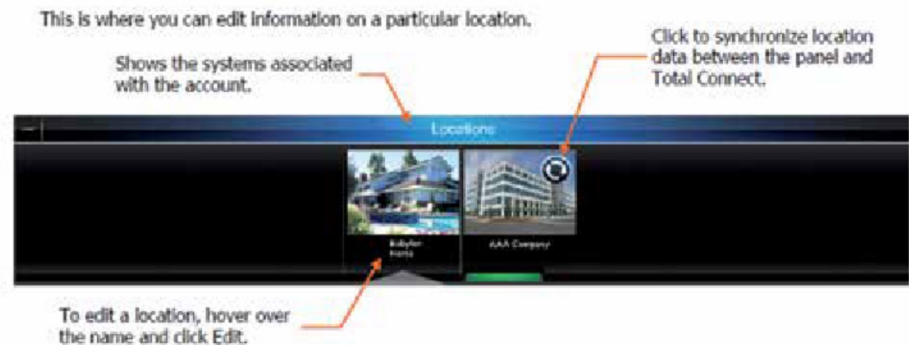 This is where you can edit information on a particular location.
Shows the systems associated
with the account.
Click to synchronize location
data between the panel and
Total Connect.
Locations
Babylon
Home
AAA Company
To edit a location, hover over
the name and click Edit.